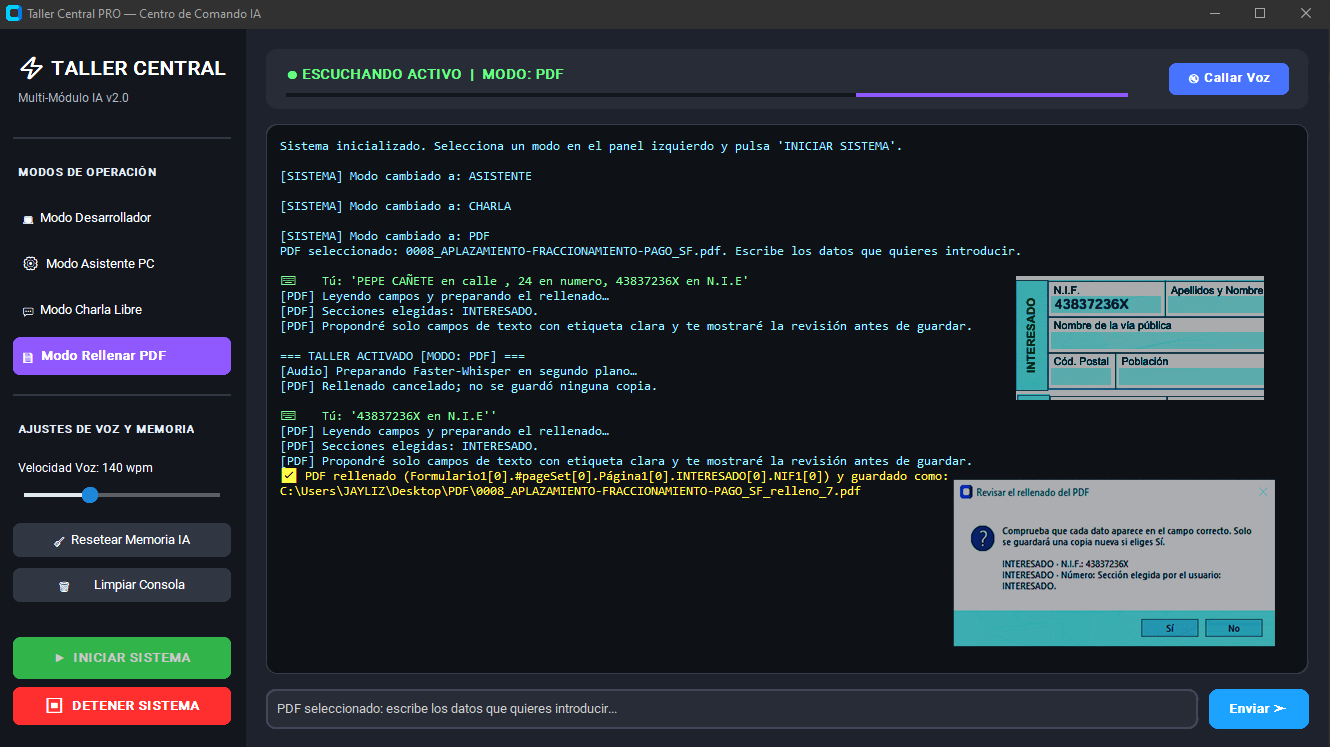 Taller Central PRO — Centro de Comando IA
TALLER CENTRAL
Multi-Módulo IA v2.0
MODOS DE OPERACIÓN
Modo Desarrollador
Modo Asistente PC
Modo Charla Libre
Modo Rellenar PDF
AJUSTES DE VOZ Y MEMORIA
Velocidad Voz: 140 wpm
Resetear Memoria IA
Limpiar Consola
INICIAR SISTEMA
DETENER SISTEMA
ESCUCHANDO ACTIVO | MODO: PDF
Callar Voz
Sistema inicializado. Selecciona un modo en el panel izquierdo y pulsa 'INICIAR SISTEMA'.
[SISTEMA] Modo cambiado a: ASISTENTE
[SISTEMA] Modo cambiado a: CHARLA
[SISTEMA] Modo cambiado a: PDF
PDF seleccionado: 0008_APLAZAMIENTO-FRACCIONAMIENTO-PAGO_SF.pdf. Escribe los datos que quieres introducir.
Tú: 'PEPE CAÑETE en calle , 24 en numero, 43837236X en N.I.E'
[PDF] Leyendo campos y preparando el rellenado…
[PDF] Secciones elegidas: INTERESADO.
[PDF] Propondré solo campos de texto con etiqueta clara y te mostraré la revisión antes de guardar.
=== TALLER ACTIVADO [MODO: PDF] ===
[Audio] Preparando Faster-Whisper en segundo plano…
[PDF] Rellenado cancelado; no se guardó ninguna copia.
Tú: '43837236X en N.I.E''
[PDF] Leyendo campos y preparando el rellenado…
[PDF] Secciones elegidas: INTERESADO.
[PDF] Propondré solo campos de texto con etiqueta clara y te mostraré la revisión antes de guardar.
PDF rellenado (Formulario1[0].#pageSet[0].Página1[0].INTERESADO[0].NIF1[0]) y guardado como:
C:\Users\JAYLIZ\Desktop\PDF\0008_APLAZAMIENTO-FRACCIONAMIENTO-PAGO_SF_relleno_7.pdf
INTERESADO
N.I.F.
43837236X
Apellidos y Nombre
Nombre de la vía pública
Cód. Postal
Población
Revisar el rellenado del PDF
Comprueba que cada dato aparece en el campo correcto. Solo
se guardará una copia nueva si eliges Sí.
INTERESADO · N.I.F.: 43837236X
INTERESADO · Número: Sección elegida por el usuario:
INTERESADO.
Sí
No
PDF seleccionado: escribe los datos que quieres introducir...
Enviar